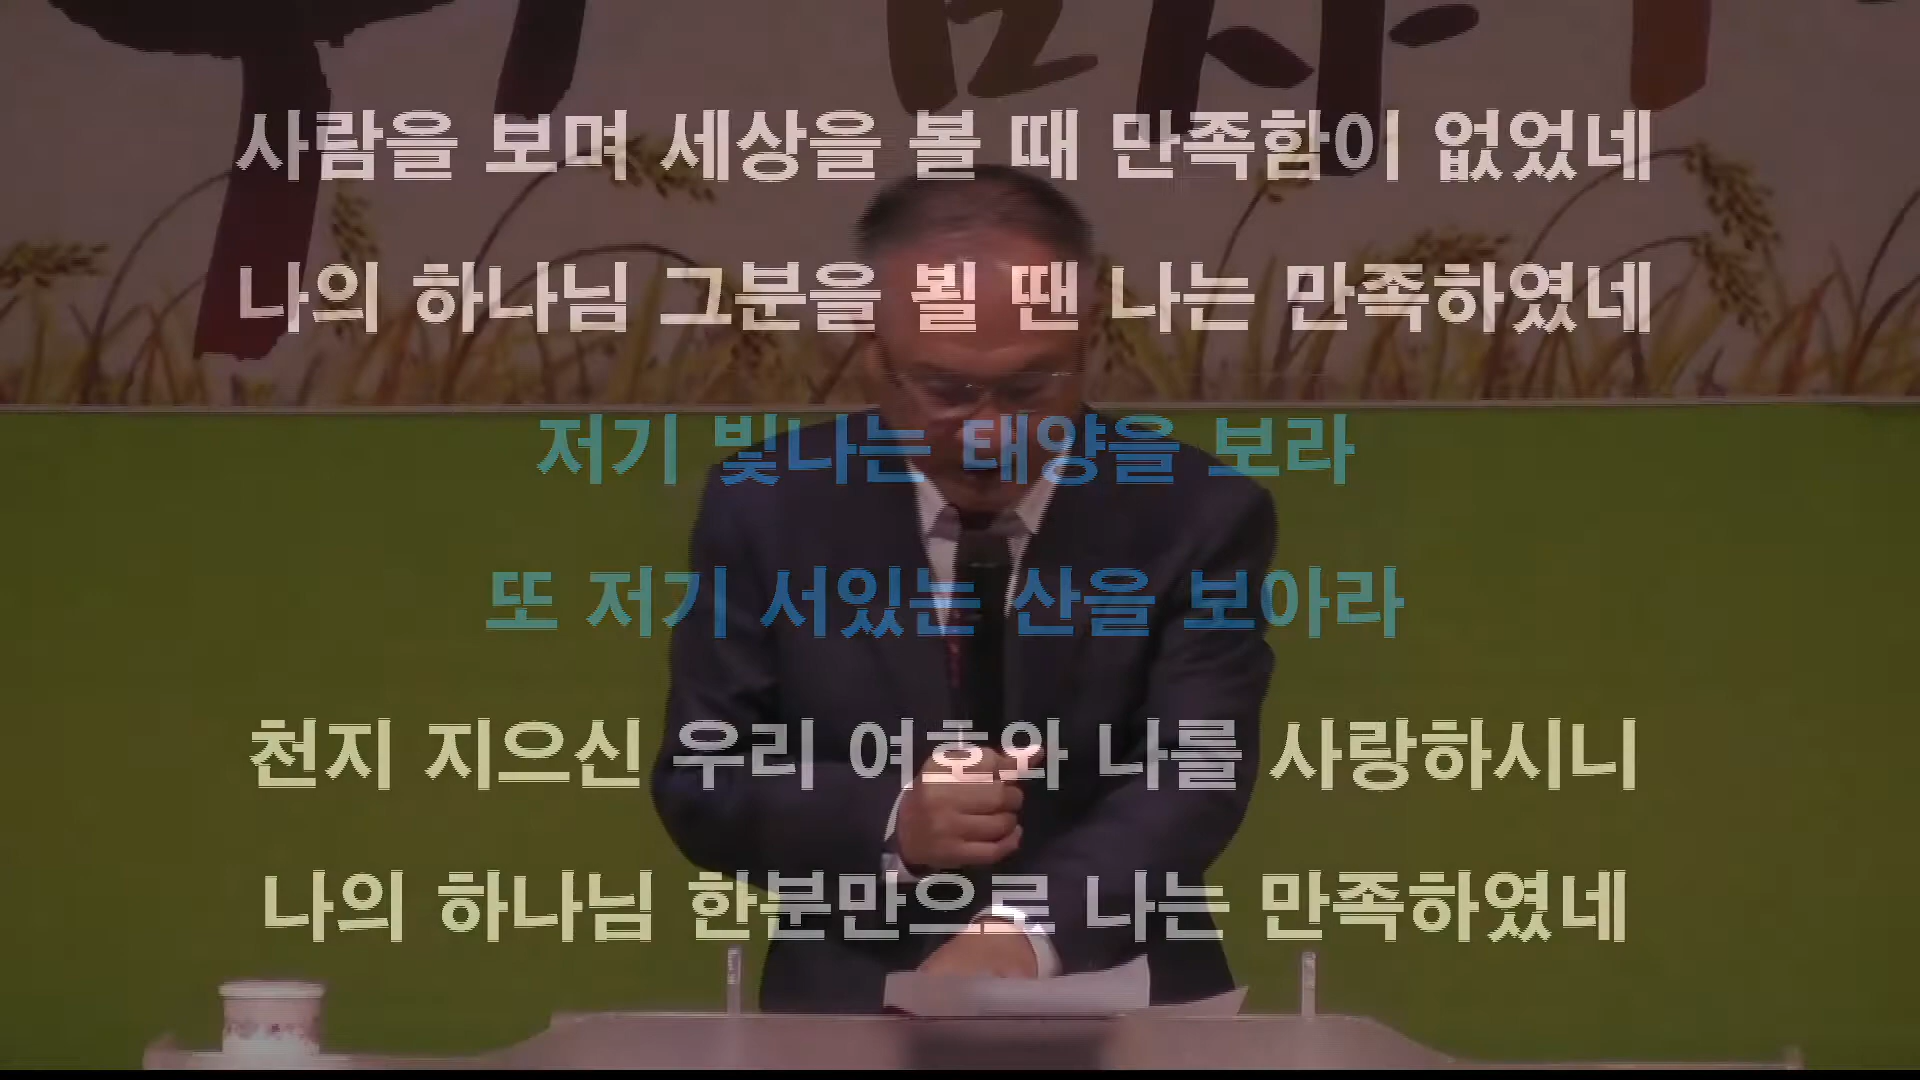 사람을 보며 세상을 볼 때 만족함이 없었네
나의 하나님 그분을 뵐 땐 나는 만족하였네
저기 빛나는 태양을 보라
또 저기 서있는 산을 보아라
천지 지으신 우리 여호와 나를 사랑하시니
나의 하나님 한분만으로 나는 만족하였네